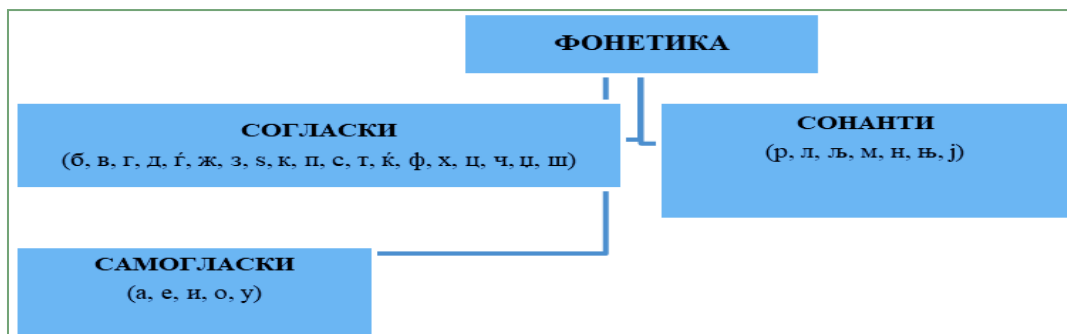 ФОНЕТИКА
СОГЛАСКИ
(б, в, г, д, ѓ, ж, з, ѕ, к, п, с, т, ќ, ф, х, ц, ч, џ, ш)
СОНАНТИ
(р, л, љ, м, н, њ, ј)
САМОГЛАСКИ
(а, е, и, о, у)